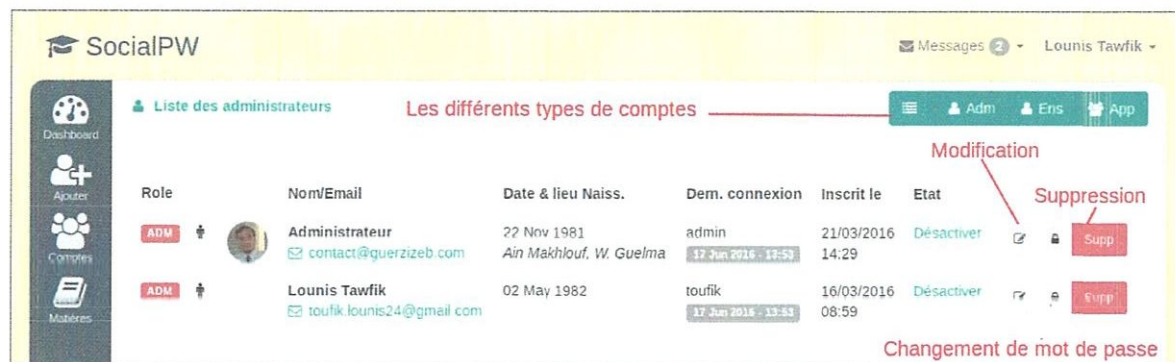 SocialPW
Messages 2
Lounis Tawfik
Liste des administrateurs
Les différents types de comptes
Adm
Ens
App
Dashboard
Modification
Ajouter
Role
Nom/Email
Date & lieu Naiss.
Dern. connexion
Inscrit le
Etat
Suppression
Comptes
ADM
Administrateur
22 Nov 1981
admin
21/03/2016
Désactiver
Supp
contact@guerzizeb.com
Ain Makhlouf, W. Guelma
17 Jun 2016 - 13:53
14:29
Matières
ADM
Lounis Tawfik
02 May 1982
toufik
16/03/2016
Désactiver
Supp
toufik.lounis24@gmail.com
17 Jun 2016 - 13:53
08:59
Changement de mot de passe